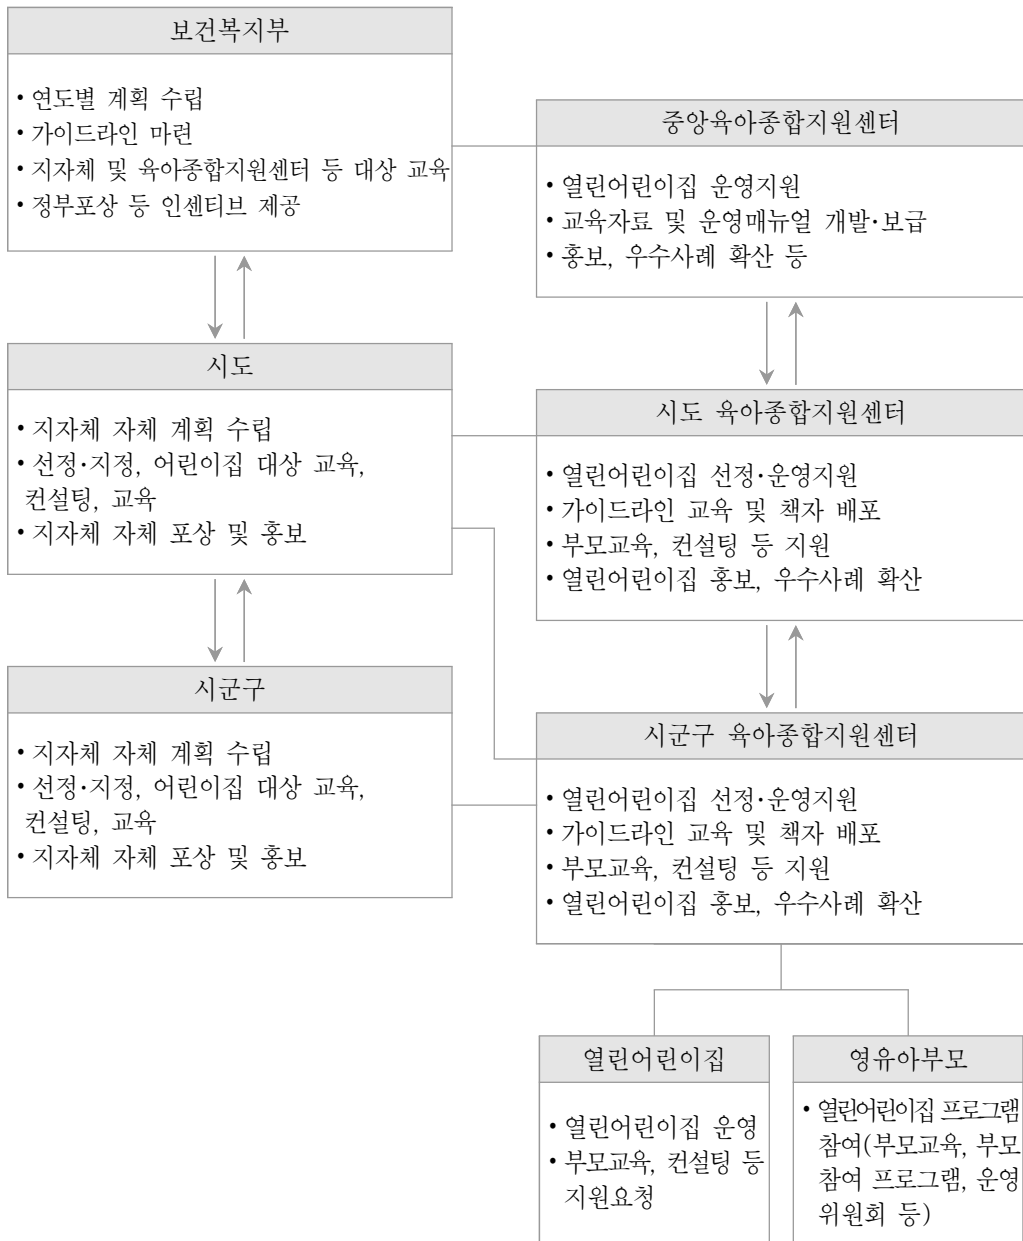 보건복지부
• 연도별 계획 수립
• 가이드라인 마련
• 지자체 및 육아종합지원센터 등 대상 교육
• 정부포상 등 인센티브 제공
중앙육아종합지원센터
• 열린어린이집 운영지원
• 교육자료 및 운영매뉴얼 개발·보급
• 홍보, 우수사례 확산 등
시도
• 지자체 자체 계획 수립
• 선정·지정, 어린이집 대상 교육,
컨설팅, 교육
• 지자체 자체 포상 및 홍보
시도 육아종합지원센터
• 열린어린이집 선정·운영지원
• 가이드라인 교육 및 책자 배포
• 부모교육, 컨설팅 등 지원
• 열린어린이집 홍보, 우수사례 확산
시군구
• 지자체 자체 계획 수립
• 선정·지정, 어린이집 대상 교육,
컨설팅, 교육
• 지자체 자체 포상 및 홍보
시군구 육아종합지원센터
• 열린어린이집 선정·운영지원
• 가이드라인 교육 및 책자 배포
• 부모교육, 컨설팅 등 지원
• 열린어린이집 홍보, 우수사례 확산
열린어린이집
• 열린어린이집 운영
• 부모교육, 컨설팅 등
지원요청
영유아부모
• 열린어린이집 프로그램
참여(부모교육, 부모
참여 프로그램, 운영
위원회 등)